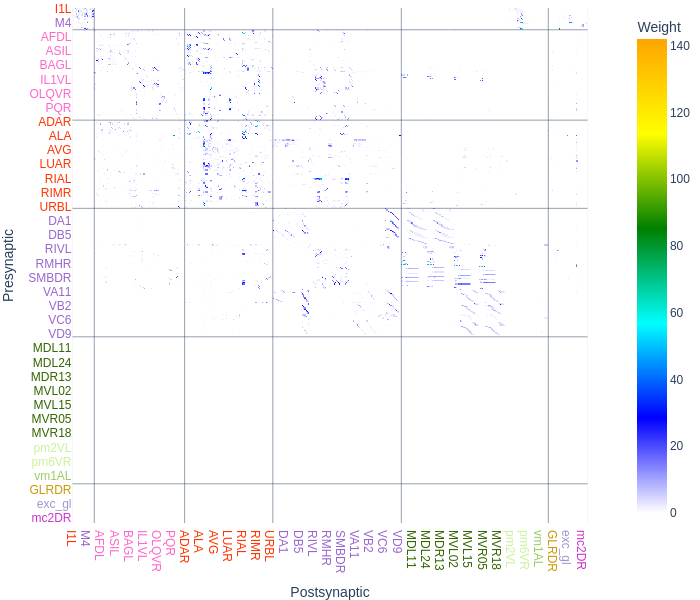 Weight
140
120
100
80
60
40
20
0
Presynaptic
I1L
M4
AFDL
ASIL
BAGL
IL1VL
OLQVR
PQR
ADAR
ALA
AVG
LUAR
RIAL
RIMR
URBL
DA1
DB5
RIVL
RMHR
SMBDR
VA11
VB2
VC6
VD9
MDL11
MDL24
MDR13
MVL02
MVL15
MVR05
MVR18
pm2VL
pm6VR
vm1AL
GLRDR
exc_gl
mc2DR
I1L
M4
AFDL
ASIL
BAGL
IL1VL
OLQVR
PQR
ADAR
ALA
AVG
LUAR
RIAL
RIMR
URBL
DA1
DB5
RIVL
RMHR
SMBDR
VA11
VB2
VC6
VD9
MDL11
MDL24
MDR13
MVL02
MVL15
MVR05
MVR18
pm2VL
pm6VR
vm1AL
GLRDR
exc_gl
mc2DR
Postsynaptic